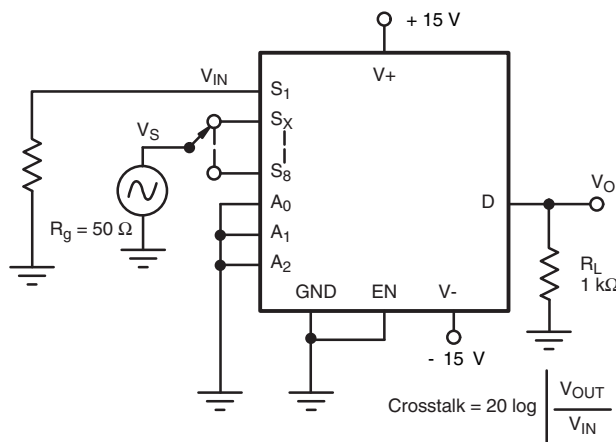 + 15 V
V+
VIN
S1
SX
VS
S8
A0
Rg = 50 Ω
A1
A2
D
VO
RL
1 kΩ
GND
EN
V-
- 15 V
Crosstalk = 20 log
VOUT
VIN